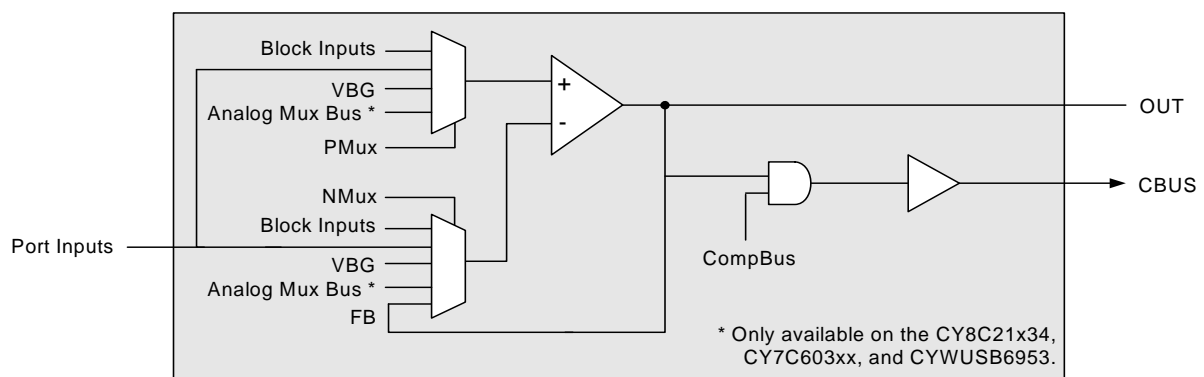 Block Inputs
VBG
Analog Mux Bus *
PMux
+
-
OUT
NMux
Block Inputs
Port Inputs
VBG
Analog Mux Bus *
FB
CBUS
CompBus
* Only available on the CY8C21x34,
CY7C603xx, and CYWUSB6953.